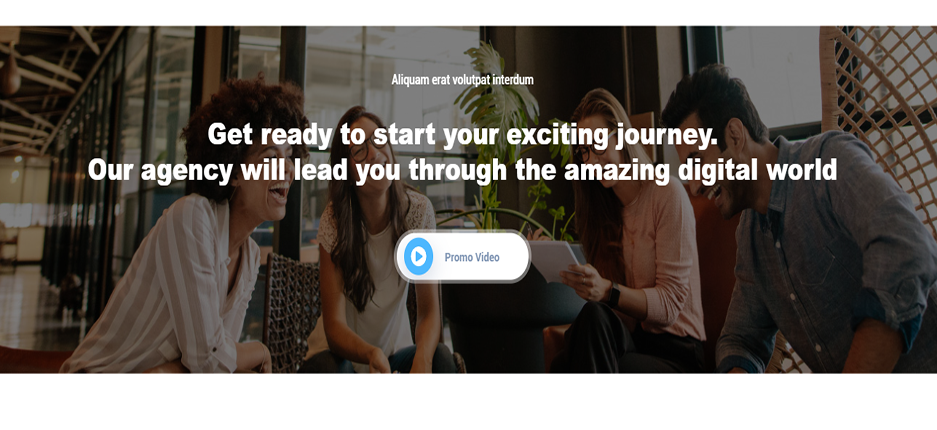 Aliquam erat volutpat interdum
Get ready to start your exciting journey.
Our agency will lead you through the amazing digital world
Promo Video